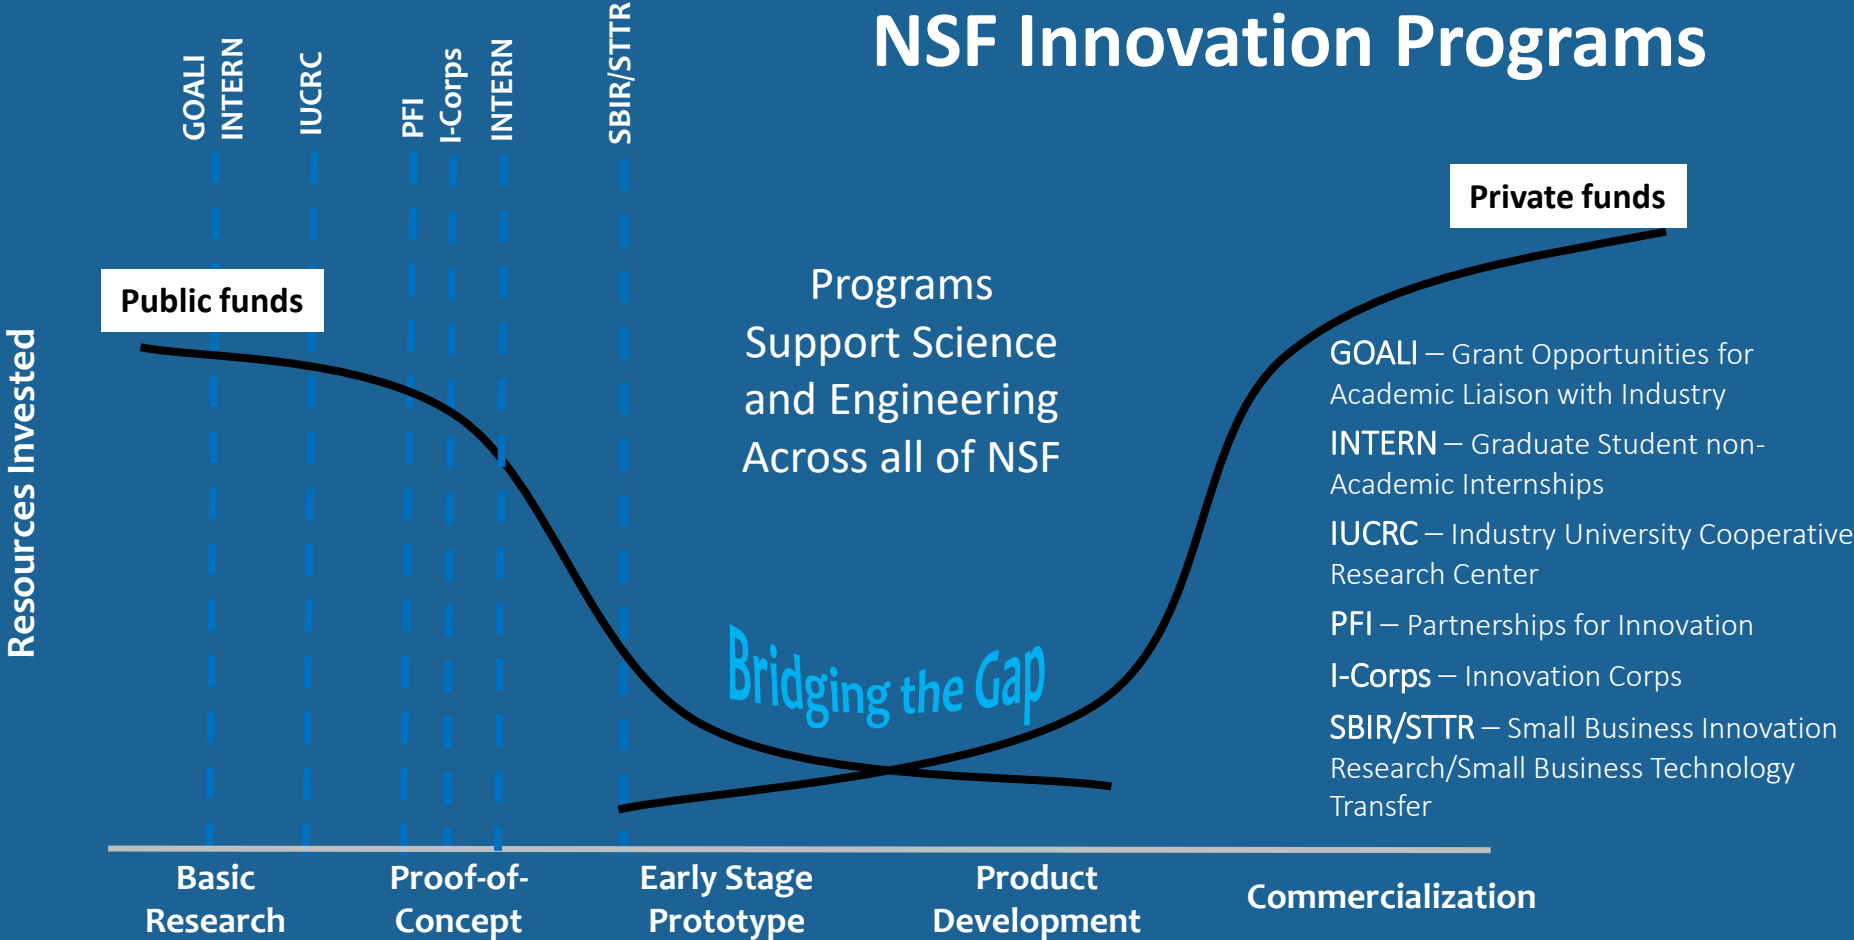 NSF Innovation Programs
GOALI
INTERN
IUCRC
PFI
I-Corps
INTERN
SBIR/STTR
Private funds
Public funds
Programs
Support Science
and Engineering
Across all of NSF
Resources Invested
Bridging the Gap
GOALI – Grant Opportunities for
Academic Liaison with Industry
INTERN – Graduate Student non-
Academic Internships
IUCRC – Industry University Cooperative
Research Center
PFI – Partnerships for Innovation
I-Corps – Innovation Corps
SBIR/STTR – Small Business Innovation
Research/Small Business Technology
Transfer
Basic
Research
Proof-of-
Concept
Early Stage
Prototype
Product
Development
Commercialization